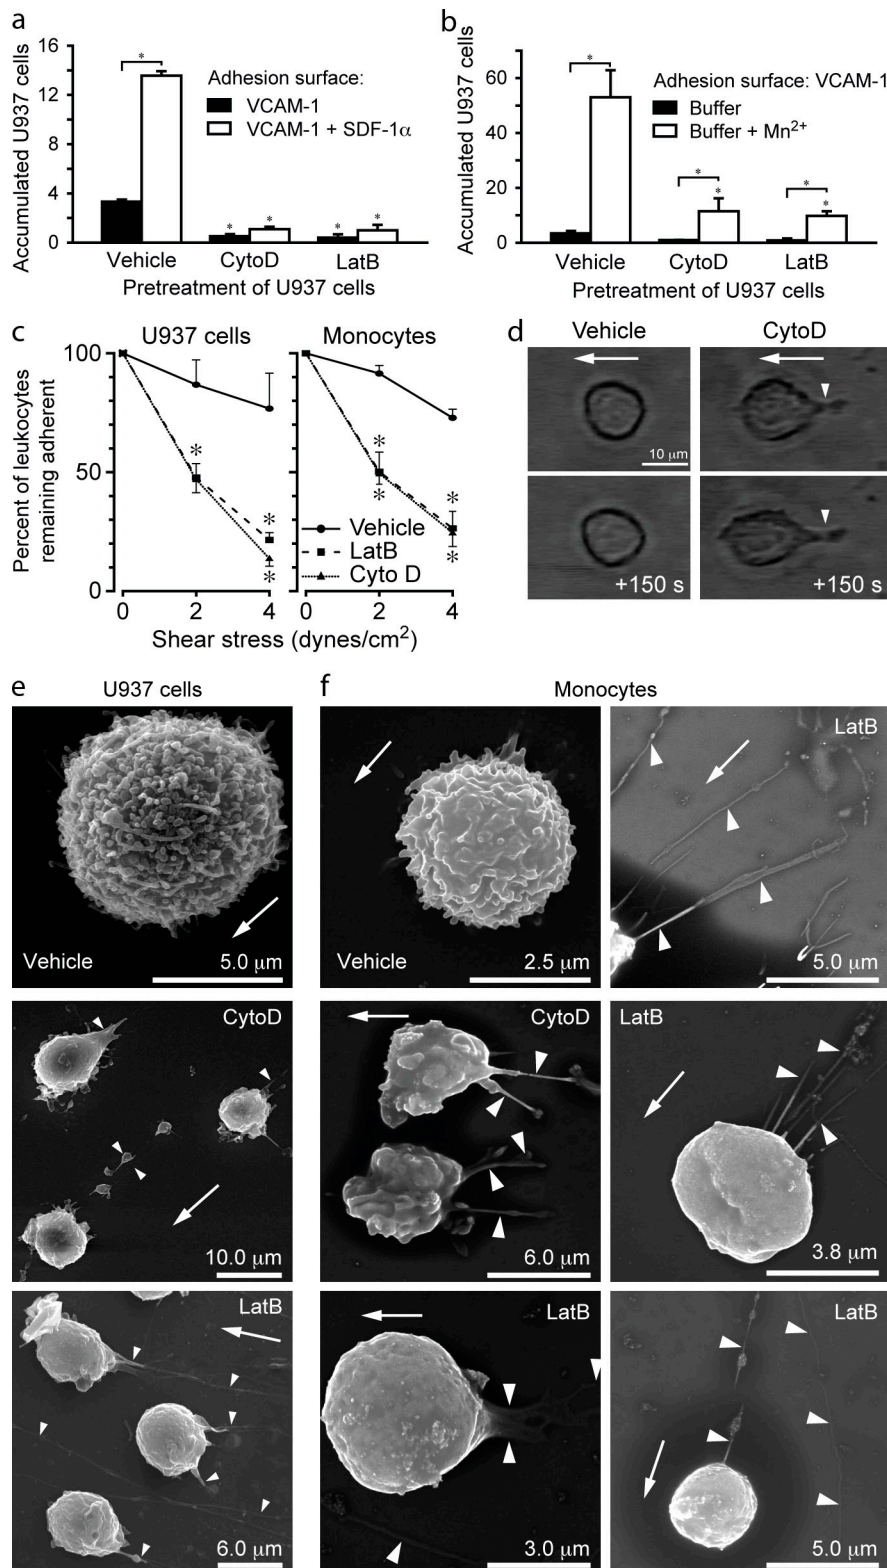 a
Accumulated U937 cells
16
12
8
4
0
*
Adhesion surface:
VCAM-1
VCAM-1 + SDF-1α
* * * *
Vehicle CytoD LatB
Pretreatment of U937 cells
b
Accumulated U937 cells
60
40
20
0
*
Adhesion surface: VCAM-1
Buffer
Buffer + Mn2+
* *
* *
Vehicle CytoD LatB
Pretreatment of U937 cells
c
U937 cells Monocytes
Percent of leukocytes
remaining adherent
100
50
0
* * *
* * * *
Vehicle
LatB
Cyto D
0 2 4 0 2 4
Shear stress (dynes/cm2)
d
Vehicle CytoD
10 μm
+150 s +150 s
e
U937 cells
Vehicle 5.0 μm
CytoD
10.0 μm
LatB
6.0 μm
f
Monocytes
Vehicle 2.5 μm
LatB
5.0 μm
CytoD
6.0 μm
LatB
3.8 μm
LatB
3.0 μm
LatB
5.0 μm